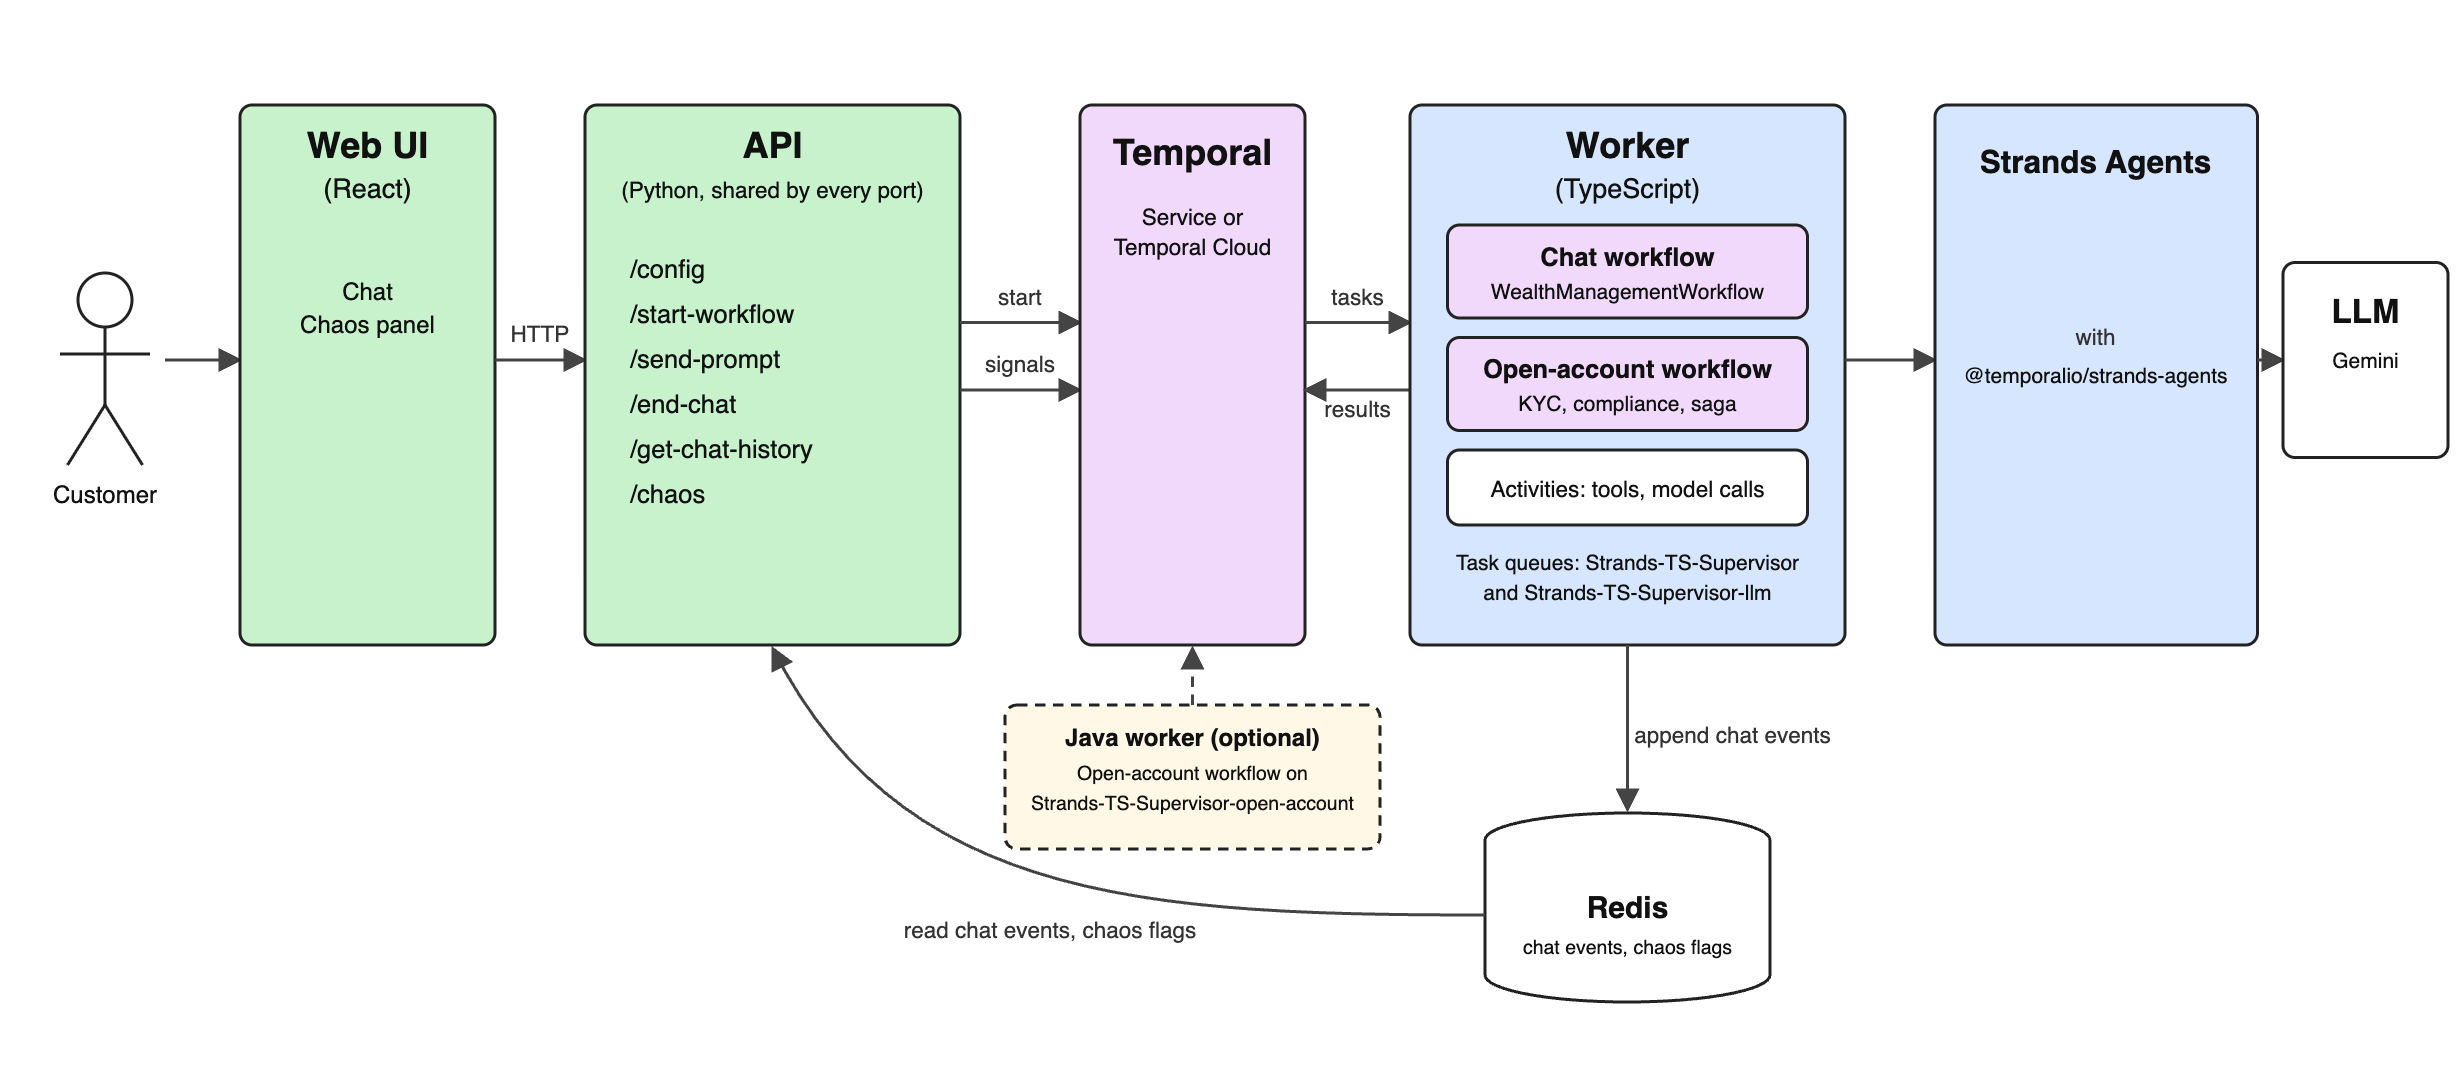 Customer
Web UI
(React)
Chat
Chaos panel
HTTP
API
(Python, shared by every port)
/config
/start-workflow
/send-prompt
/end-chat
/get-chat-history
/chaos
start
signals
Temporal
Service or
Temporal Cloud
tasks
results
Worker
(TypeScript)
Chat workflow
WealthManagementWorkflow
Open-account workflow
KYC, compliance, saga
Activities: tools, model calls
Task queues: Strands-TS-Supervisor
and Strands-TS-Supervisor-llm
Strands Agents
with
@temporalio/strands-agents
LLM
Gemini
Java worker (optional)
Open-account workflow on
Strands-TS-Supervisor-open-account
append chat events
read chat events, chaos flags
Redis
chat events, chaos flags